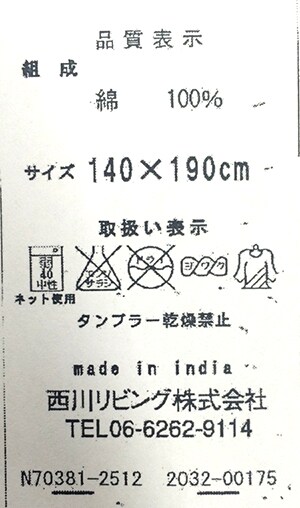 品質表示
組成
綿 100%
サイズ 140×190cm
取扱い表示
弱 40 中性 エンソ サラシ ドライ
ネット使用
タンブラー乾燥禁止
made in india
西川リビング株式会社
TEL06-6262-9114
N70381-2512 2032-00175